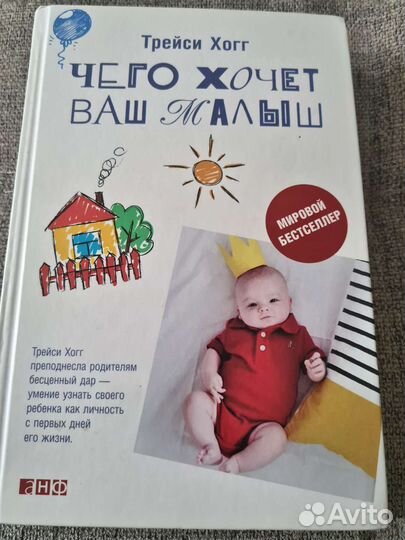 Трейси Хогг
ЧЕГО ХОЧЕТ
ВАШ МАЛЫШ
МИРОВОЙ
БЕСТСЕЛЛЕР
Трейси Хогг
преподнесла родителям
бесценный дар —
умение узнать своего
ребенка как личность
с первых дней
его жизни.
АНФ
Avito